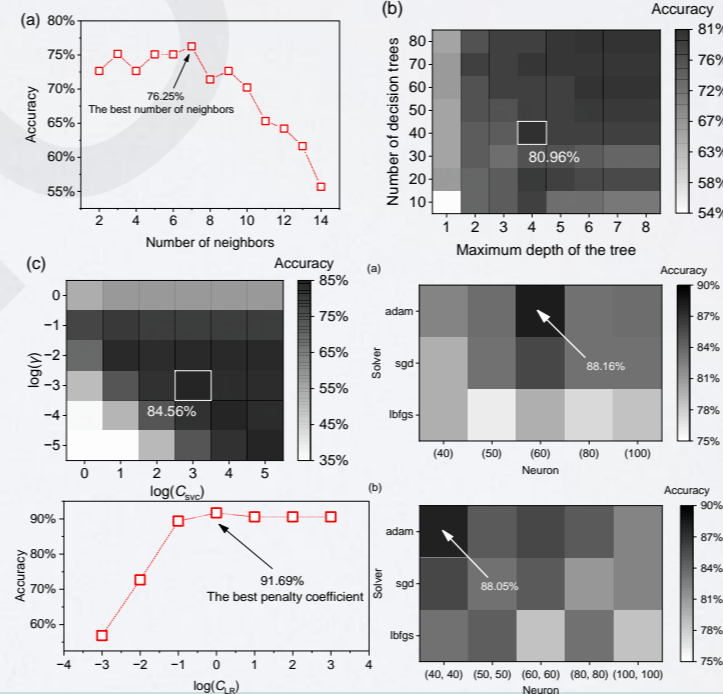 (a)
80%
75%
70%
65%
60%
55%
Accuracy
76.25%
The best number of neighbors
2 4 6 8 10 12 14
Number of neighbors
(b)
Accuracy
80
70
60
50
40
30
20
10
Number of decision trees
80.96%
1 2 3 4 5 6 7 8
Maximum depth of the tree
81%
76%
72%
67%
63%
58%
54%
(c)
Accuracy
0
−1
−2
−3
−4
−5
log(γ)
84.56%
0 1 2 3 4 5
log(Csvc)
85%
75%
65%
55%
45%
35%
(a)
Accuracy
adam
sgd
lbfgs
Solver
88.16%
(40) (50) (60) (80) (100)
Neuron
90%
87%
84%
81%
78%
75%
90%
80%
70%
60%
Accuracy
91.69%
The best penalty coefficient
−4 −3 −2 −1 0 1 2 3 4
log(CLR)
(b)
Accuracy
adam
sgd
lbfgs
Solver
88.05%
(40, 40) (50, 50) (60, 60) (80, 80) (100, 100)
Neuron
90%
87%
84%
81%
78%
75%